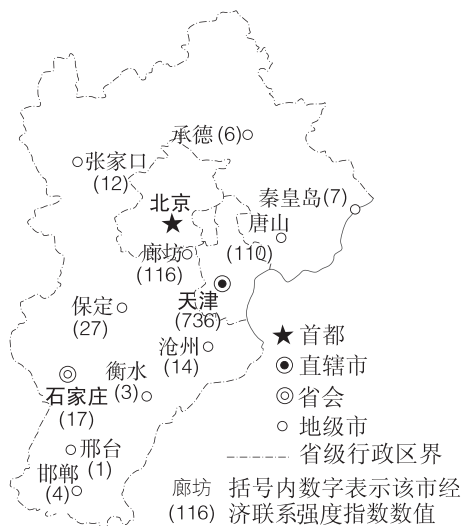 承德(6)
张家口
(12)
北京
秦皇岛(7)
唐山
(110)
廊坊
(116)
天津
(736)
保定
(27)
沧州
(14)
衡水
(3)
石家庄
(17)
邢台
(1)
邯郸
(4)
首都
直辖市
省会
地级市
省级行政区界
廊坊 括号内数字表示该市经
(116) 济联系强度指数数值